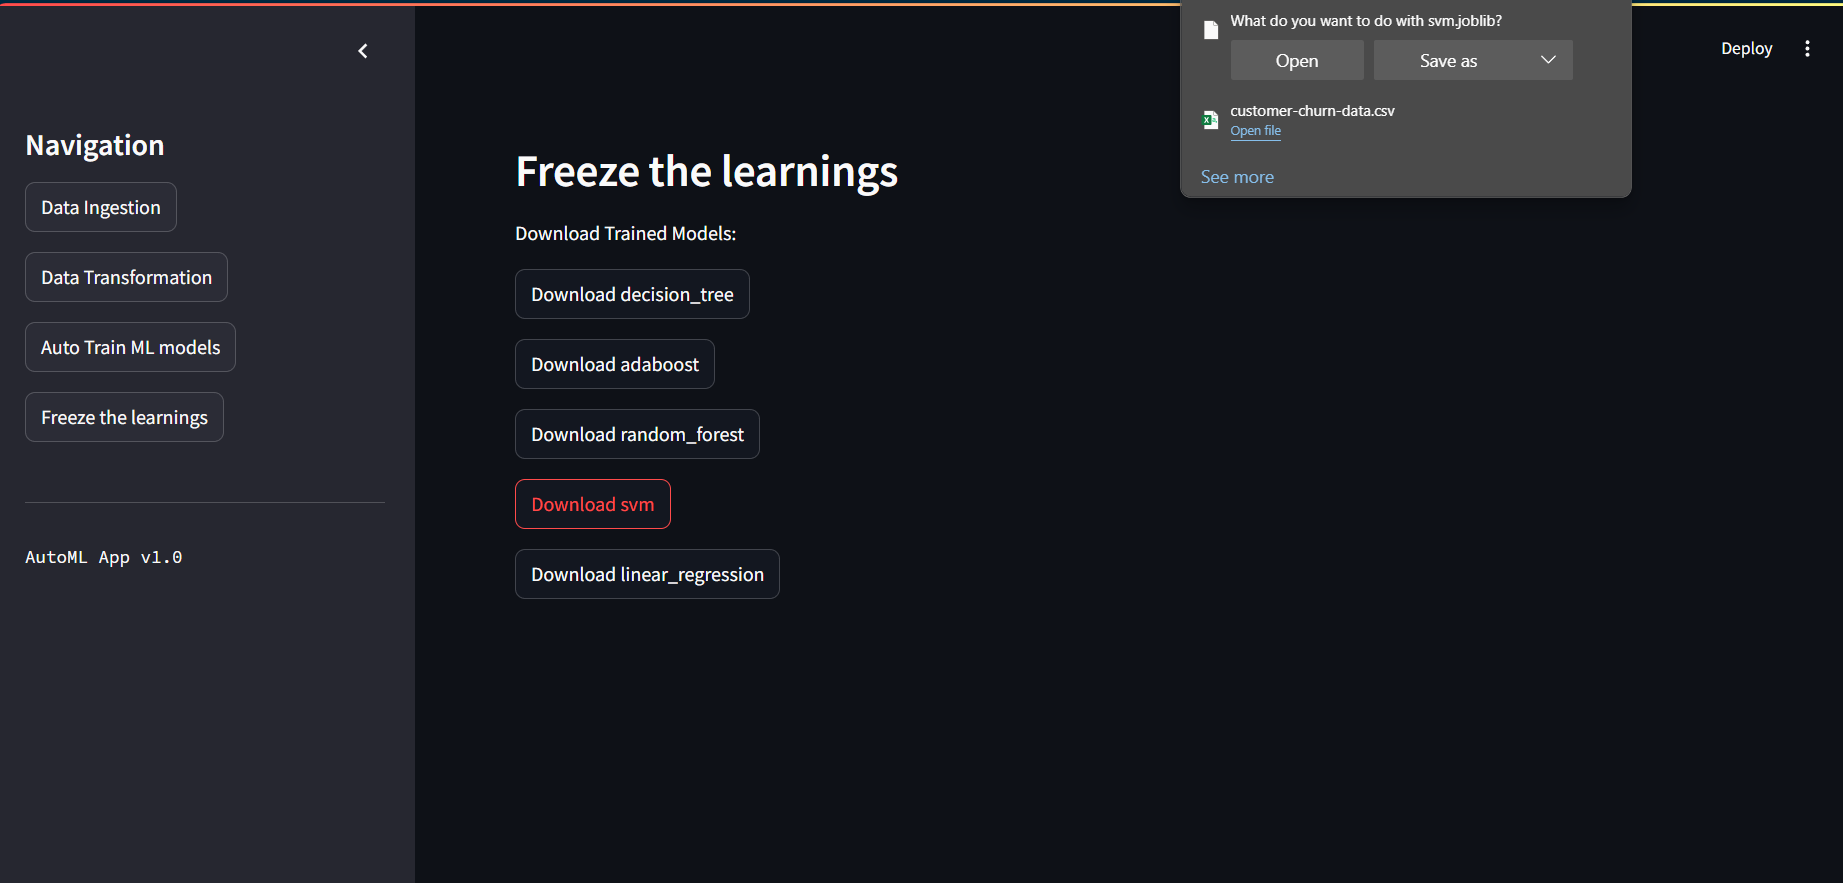 What do you want to do with svm.joblib?
Open
Save as
customer-churn-data.csv
Open file
See more
Deploy
Navigation
Data Ingestion
Data Transformation
Auto Train ML models
Freeze the learnings
AutoML App v1.0
Freeze the learnings
Download Trained Models:
Download decision_tree
Download adaboost
Download random_forest
Download svm
Download linear_regression